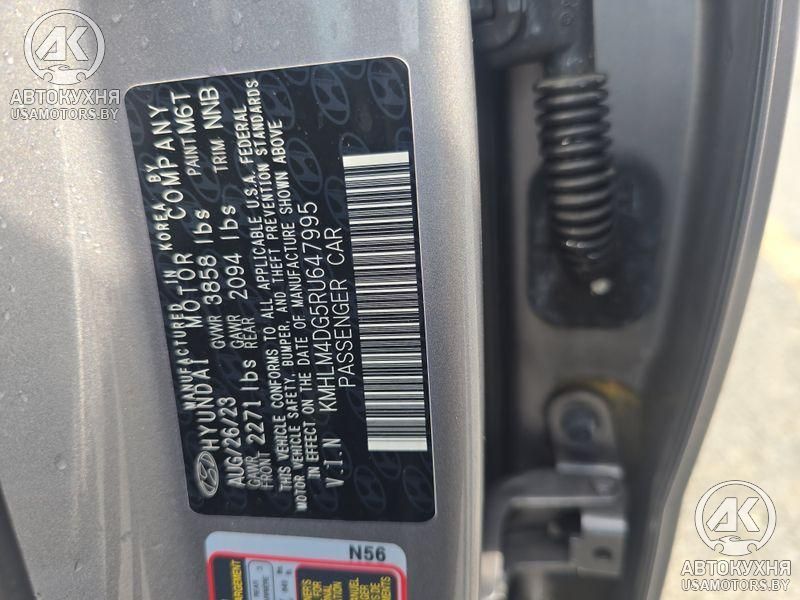 АК
АВТОКУХНЯ
USAMOTORS.BY
MANUFACTURED IN KOREA BY
HYUNDAI MOTOR COMPANY
AUG/26/23 GVWR 3858 lbs PAINT M6T
GAWR FRONT 2271 lbs GAWR REAR 2094 lbs TRIM NNB
THIS VEHICLE CONFORMS TO ALL APPLICABLE U.S.A. FEDERAL
MOTOR VEHICLE SAFETY, BUMPER, AND THEFT PREVENTION STANDARDS
IN EFFECT ON THE DATE OF MANUFACTURE SHOWN ABOVE
V.I.N KMHLM4DG5RU647995
PASSENGER CAR
N56
АК
АВТОКУХНЯ
USAMOTORS.BY